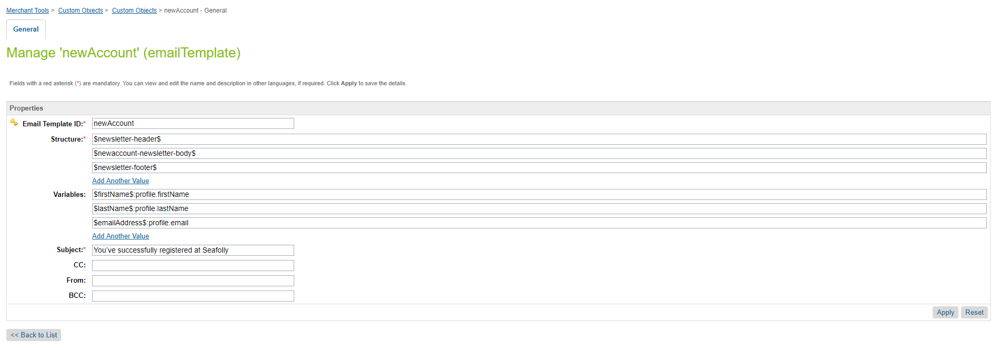 Merchant Tools > Custom Objects > Custom Objects > newAccount - General
General
Manage 'newAccount' (emailTemplate)
Fields with a red asterisk (*) are mandatory. You can view and edit the name and description in other languages, if required. Click Apply to save the details.
Properties
Email Template ID:* newAccount
Structure:* $newsletter-header$
$newaccount-newsletter-body$
$newsletter-footer$
Add Another Value
Variables: $firstName$:profile.firstName
$lastName$:profile.lastName
$emailAddress$:profile.email
Add Another Value
Subject:* You’ve successfully registered at Seafolly
CC:
From:
BCC:
Apply Reset
<< Back to List